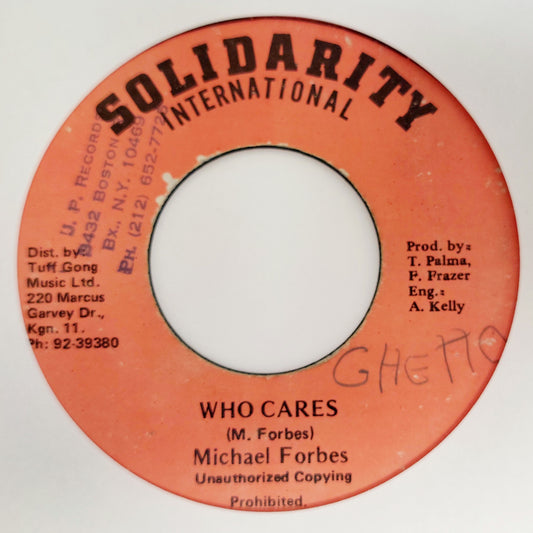 SOLIDARITY
INTERNATIONAL
U. P. RECORDS
3432 BOSTON
BX., N.Y. 10469
PH. (212) 652-772
Dist. by
Tuff Gong
Music Ltd.
220 Marcus
Garvey Dr.,
Kgn. 11.
Ph: 92-39380
Prod. by:
T. Palma,
P. Frazer
Eng.:
A. Kelly
GHETTO
WHO CARES
(M. Forbes)
Michael Forbes
Unauthorized Copying
Prohibited.